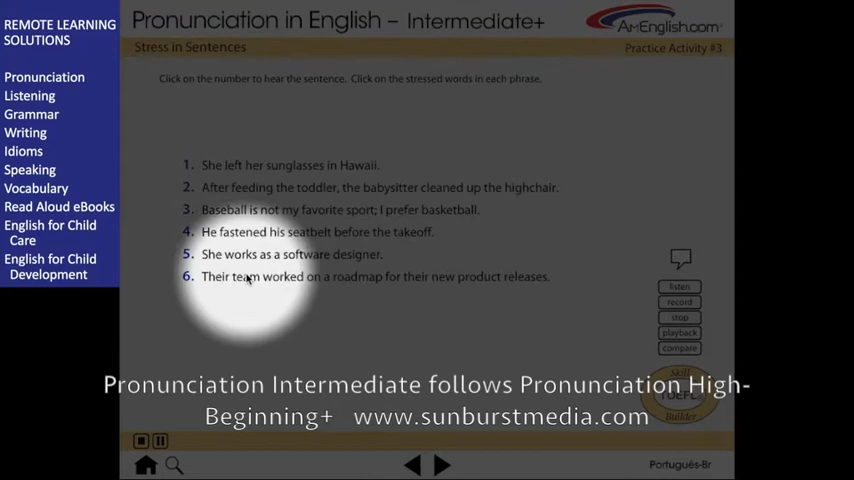 REMOTE LEARNING
SOLUTIONS
Pronunciation
Listening
Grammar
Writing
Idioms
Speaking
Vocabulary
Read Aloud eBooks
English for Child
Care
English for Child
Development
Pronunciation in English – Intermediate+
AmEnglish.com
Stress in Sentences
Practice Activity #3
Click on the number to hear the sentence. Click on the stressed words in each phrase.
1. She left her sunglasses in Hawaii.
2. After feeding the toddler, the babysitter cleaned up the highchair.
3. Baseball is not my favorite sport; I prefer basketball.
4. He fastened his seatbelt before the takeoff.
5. She works as a software designer.
6. Their team worked on a roadmap for their new product releases.
listen
record
stop
playback
compare
Skill
TOEFL
Builder
Pronunciation Intermediate follows Pronunciation High-
Beginning+ www.sunburstmedia.com
Português-Br